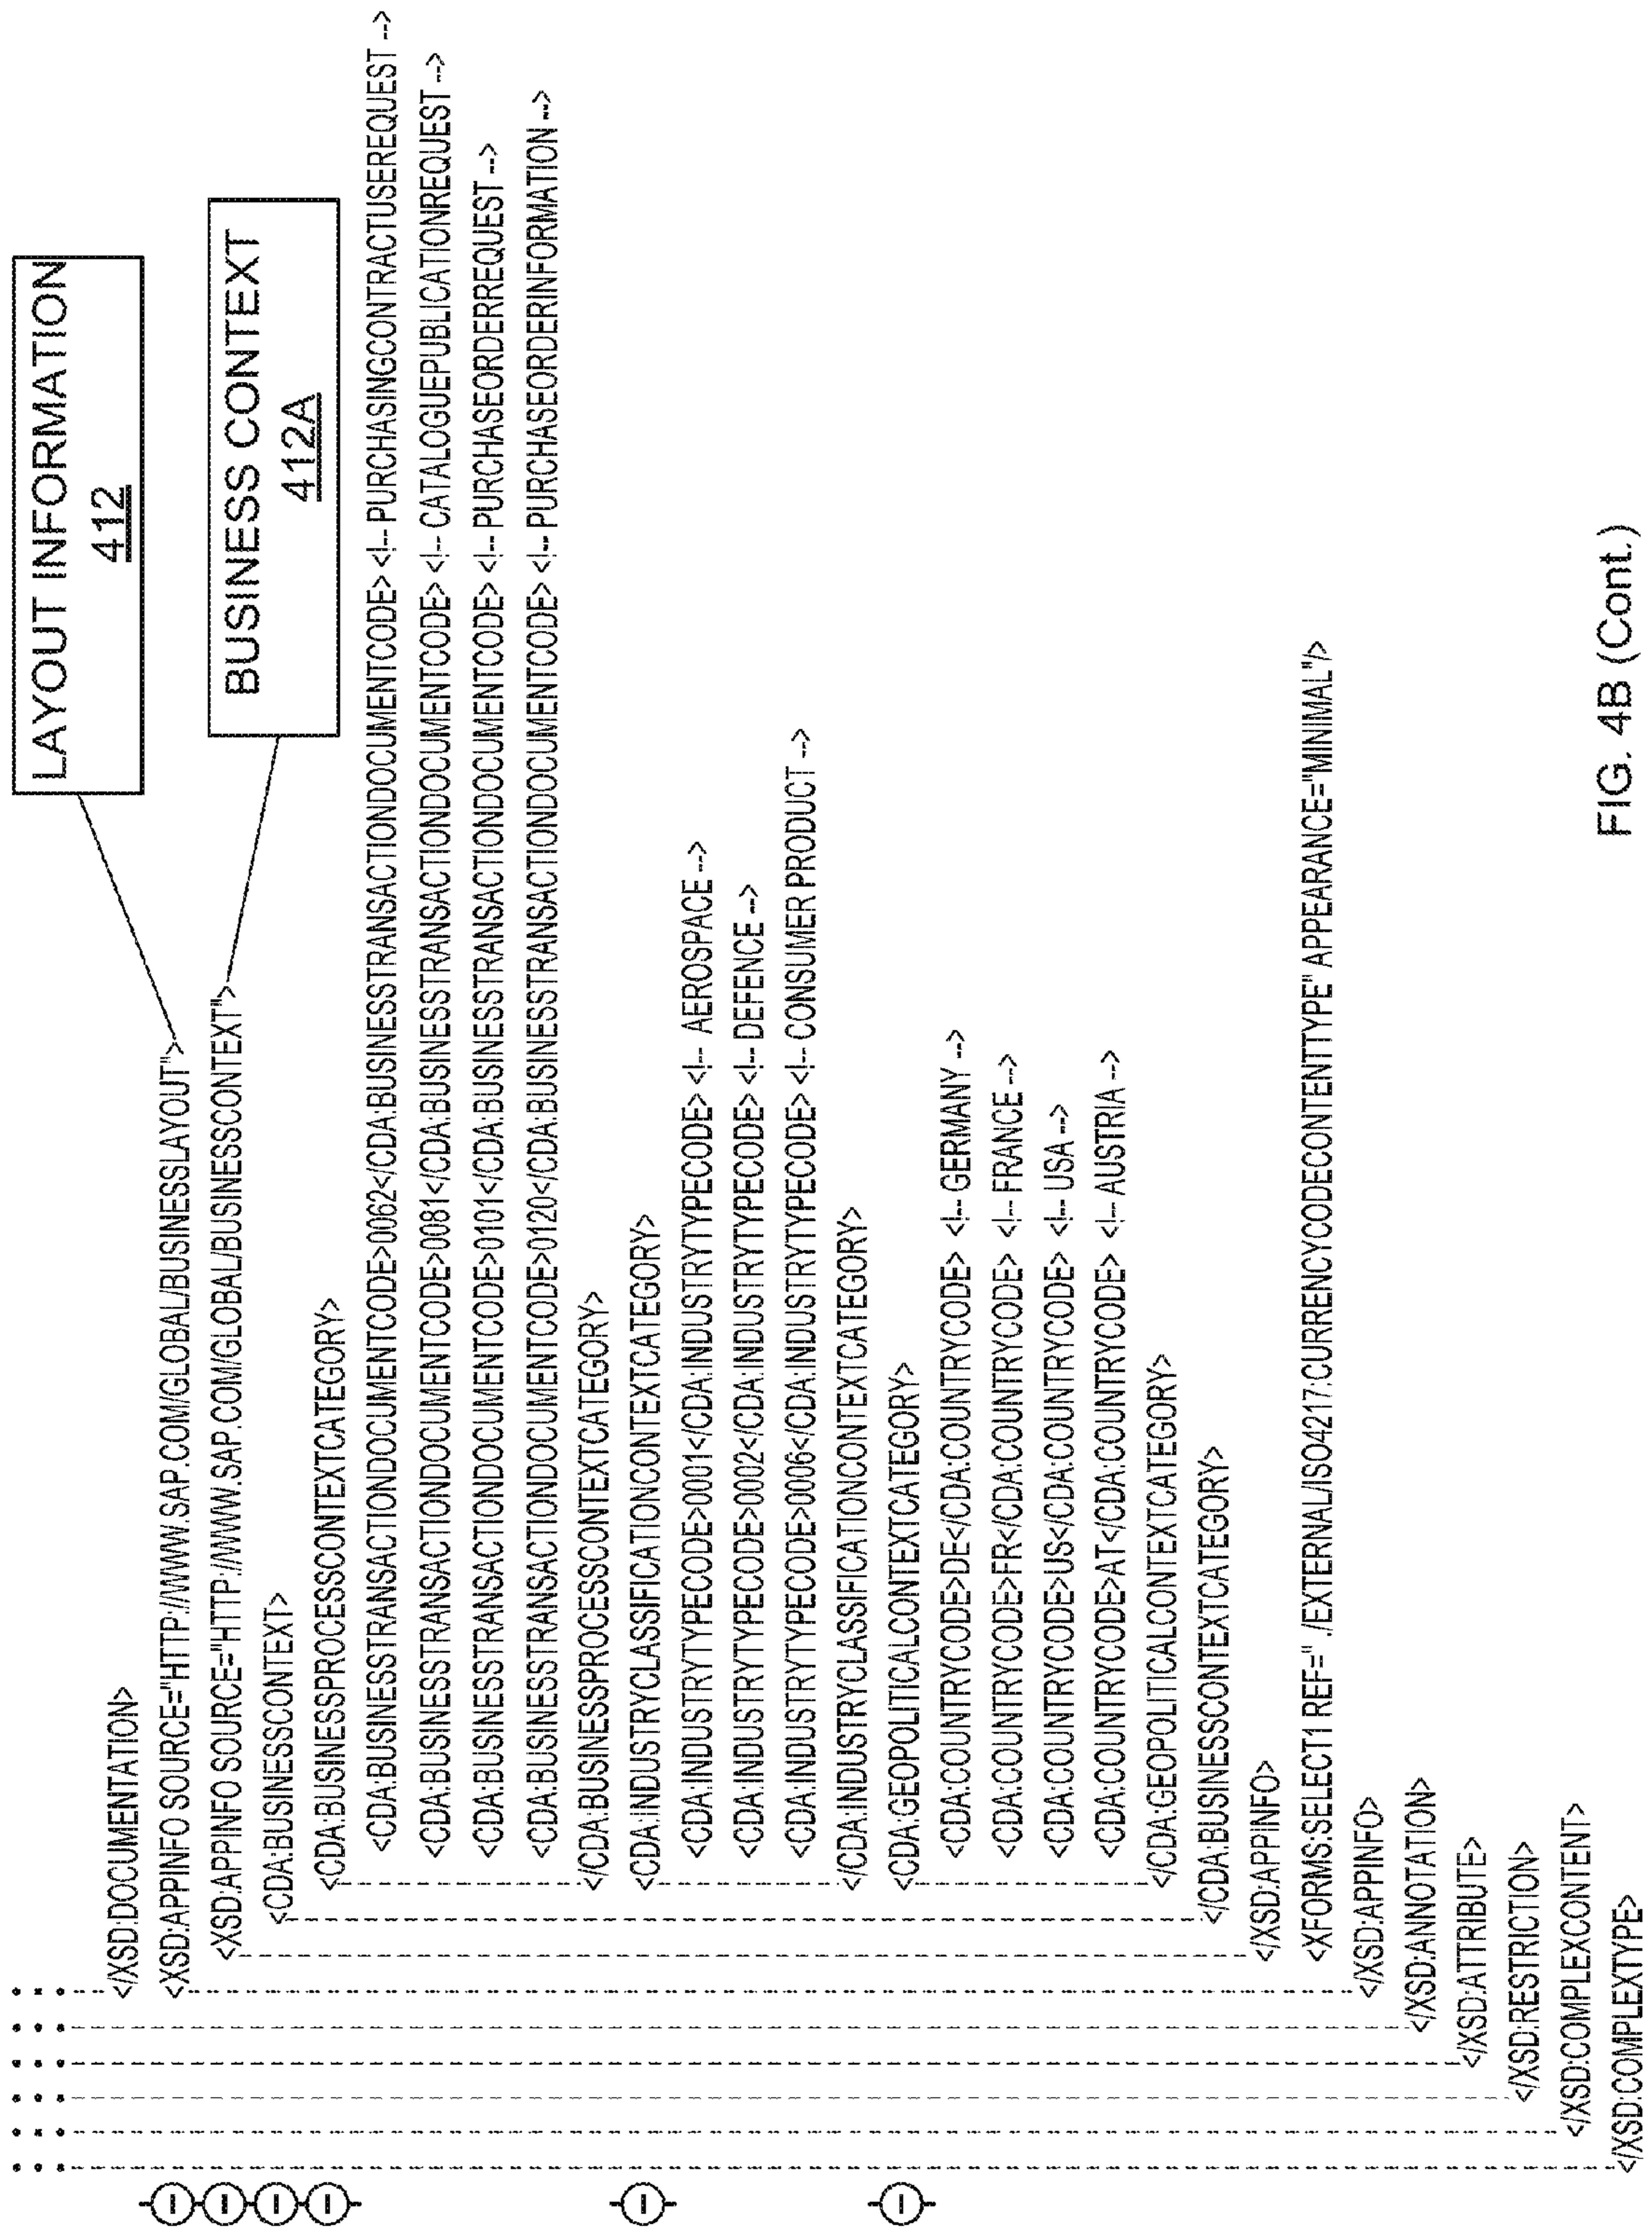 LAYOUT INFORMATION
412
BUSINESS CONTEXT
412A
</XSD:DOCUMENTATION>
<XSD:APPINFO SOURCE="HTTP://WWW.SAP.COM/GLOBAL/BUSINESSLAYOUT">
<XSD:APPINFO SOURCE="HTTP://WWW.SAP.COM/GLOBAL/BUSINESSCONTEXT">
<CDA:BUSINESSCONTEXT>
<CDA:BUSINESSPROCESSCONTEXTCATEGORY>
<CDA:BUSINESSTRANSACTIONDOCUMENTCODE>0062</CDA:BUSINESSTRANSACTIONDOCUMENTCODE> <!-- PURCHASINGCONTRACTUSEREQUEST -->
<CDA:BUSINESSTRANSACTIONDOCUMENTCODE>0081</CDA:BUSINESSTRANSACTIONDOCUMENTCODE> <!-- CATALOGUEPUBLICATIONREQUEST -->
<CDA:BUSINESSTRANSACTIONDOCUMENTCODE>0101</CDA:BUSINESSTRANSACTIONDOCUMENTCODE> <!-- PURCHASEORDERREQUEST -->
<CDA:BUSINESSTRANSACTIONDOCUMENTCODE>0120</CDA:BUSINESSTRANSACTIONDOCUMENTCODE> <!-- PURCHASEORDERINFORMATION -->
</CDA:BUSINESSPROCESSCONTEXTCATEGORY>
<CDA:INDUSTRYCLASSIFICATIONCONTEXTCATEGORY>
<CDA:INDUSTRYTYPECODE>0001</CDA:INDUSTRYTYPECODE> <!-- AEROSPACE -->
<CDA:INDUSTRYTYPECODE>0002</CDA:INDUSTRYTYPECODE> <!-- DEFENCE -->
<CDA:INDUSTRYTYPECODE>0006</CDA:INDUSTRYTYPECODE> <!-- CONSUMER PRODUCT -->
</CDA:INDUSTRYCLASSIFICATIONCONTEXTCATEGORY>
<CDA:GEOPOLITICALCONTEXTCATEGORY>
<CDA:COUNTRYCODE>DE</CDA:COUNTRYCODE> <!-- GERMANY -->
<CDA:COUNTRYCODE>FR</CDA:COUNTRYCODE> <!-- FRANCE -->
<CDA:COUNTRYCODE>US</CDA:COUNTRYCODE> <!-- USA -->
<CDA:COUNTRYCODE>AT</CDA:COUNTRYCODE> <!-- AUSTRIA -->
</CDA:GEOPOLITICALCONTEXTCATEGORY>
</CDA:BUSINESSCONTEXTCATEGORY>
</XSD:APPINFO>
<XFORMS:SELECT1 REF=" ./EXTERNAL/ISO4217:CURRENCYCODECONTENTTYPE" APPEARANCE="MINIMAL"/>
</XSD:APPINFO>
</XSD:ANNOTATION>
</XSD:ATTRIBUTE>
</XSD:RESTRICTION>
</XSD:COMPLEXCONTENT>
</XSD:COMPLEXTYPE>
FIG. 4B (Cont.)